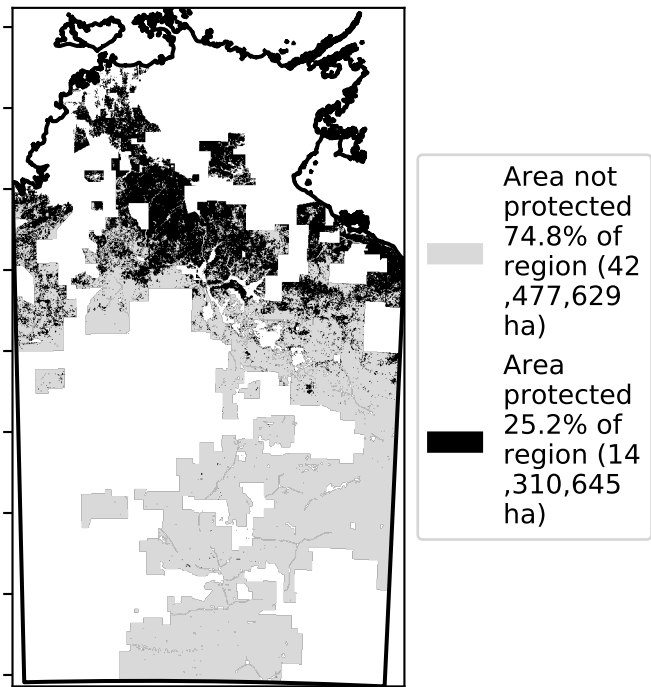 Area not
protected
74.8% of
region (42
,477,629
ha)
Area
protected
25.2% of
region (14
,310,645
ha)